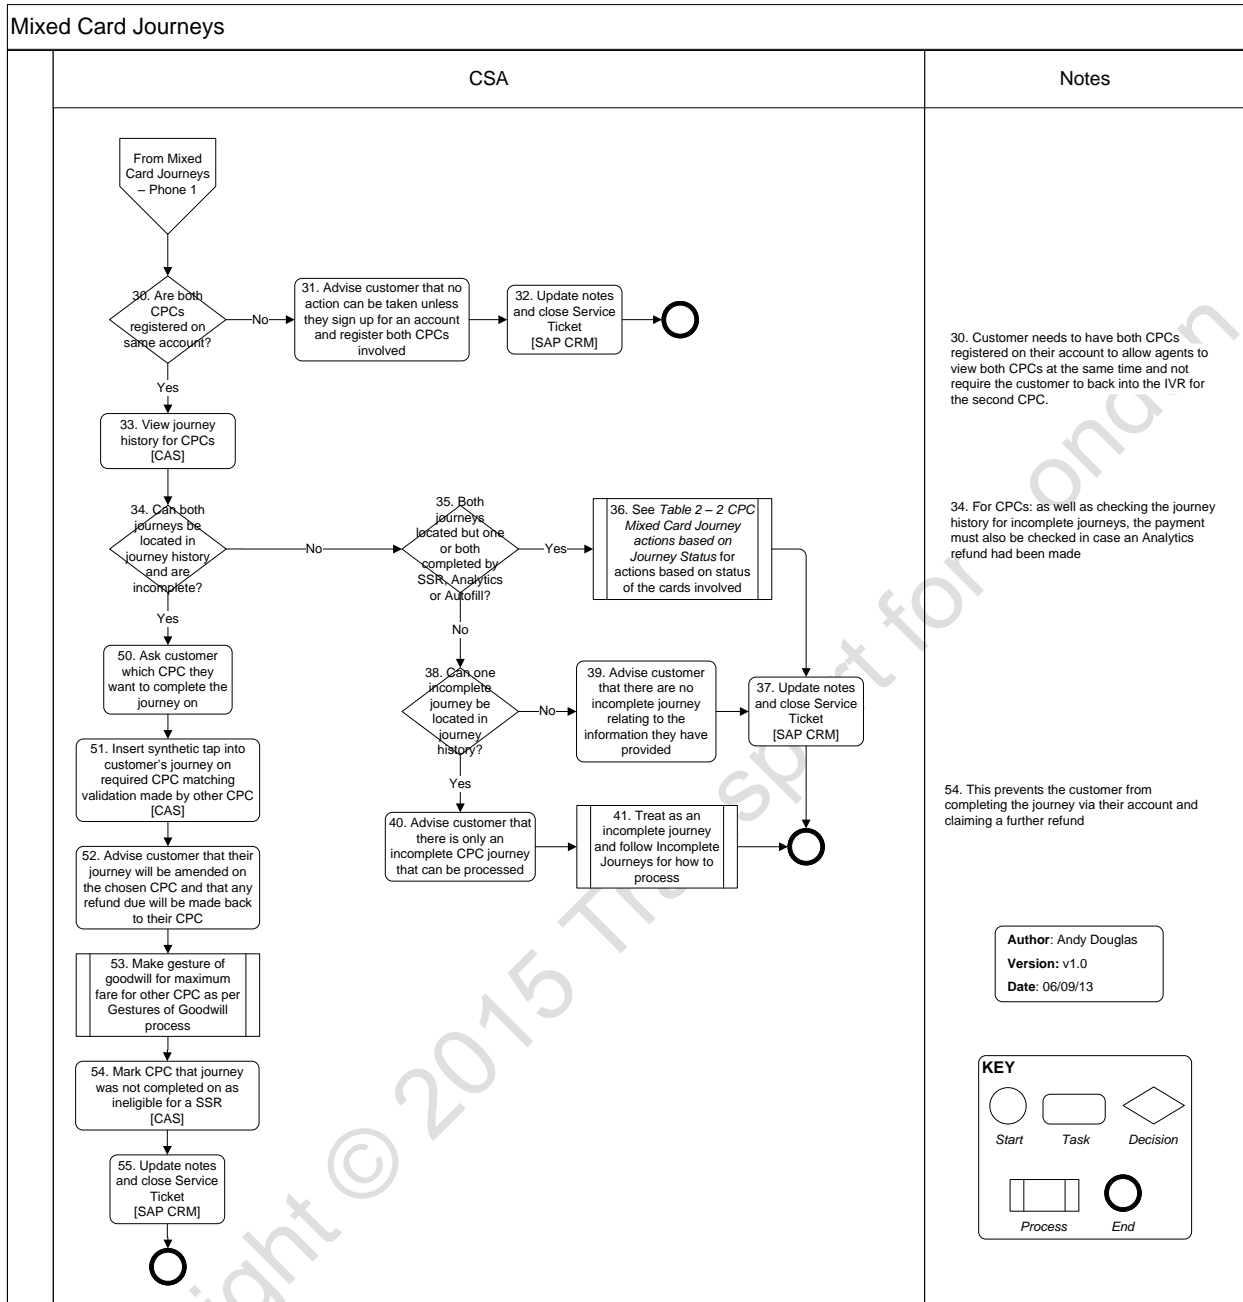 Mixed Card Journeys
CSA
Notes
From Mixed
Card Journeys
– Phone 1
30. Are both
CPCs
registered on
same account?
No
31. Advise customer that no
action can be taken unless
they sign up for an account
and register both CPCs
involved
32. Update notes
and close Service
Ticket
[SAP CRM]
30. Customer needs to have both CPCs
registered on their account to allow agents to
view both CPCs at the same time and not
require the customer to back into the IVR for
the second CPC.
Yes
33. View journey
history for CPCs
[CAS]
34. Can both
journeys be
located in
journey history
and are
incomplete?
No
35. Both
journeys
located but one
or both
completed by
SSR, Analytics
or Autofill?
Yes
36. See Table 2 – 2 CPC
Mixed Card Journey
actions based on
Journey Status for
actions based on status
of the cards involved
34. For CPCs: as well as checking the journey
history for incomplete journeys, the payment
must also be checked in case an Analytics
refund had been made
Yes
No
50. Ask customer
which CPC they
want to complete the
journey on
38. Can one
incomplete
journey be
located in
journey
history?
No
39. Advise customer
that there are no
incomplete journey
relating to the
information they have
provided
37. Update notes
and close Service
Ticket
[SAP CRM]
51. Insert synthetic tap into
customer's journey on
required CPC matching
validation made by other CPC
[CAS]
Yes
54. This prevents the customer from
completing the journey via their account and
claiming a further refund
40. Advise customer that
there is only an
incomplete CPC journey
that can be processed
41. Treat as an
incomplete journey
and follow Incomplete
Journeys for how to
process
52. Advise customer that their
journey will be amended on
the chosen CPC and that any
refund due will be made back
to their CPC
53. Make gesture of
goodwill for maximum
fare for other CPC as per
Gestures of Goodwill
process
Author: Andy Douglas
Version: v1.0
Date: 06/09/13
54. Mark CPC that journey
was not completed on as
ineligible for a SSR
[CAS]
55. Update notes
and close Service
Ticket
[SAP CRM]
KEY
Start
Task
Decision
Process
End
© 2015 for